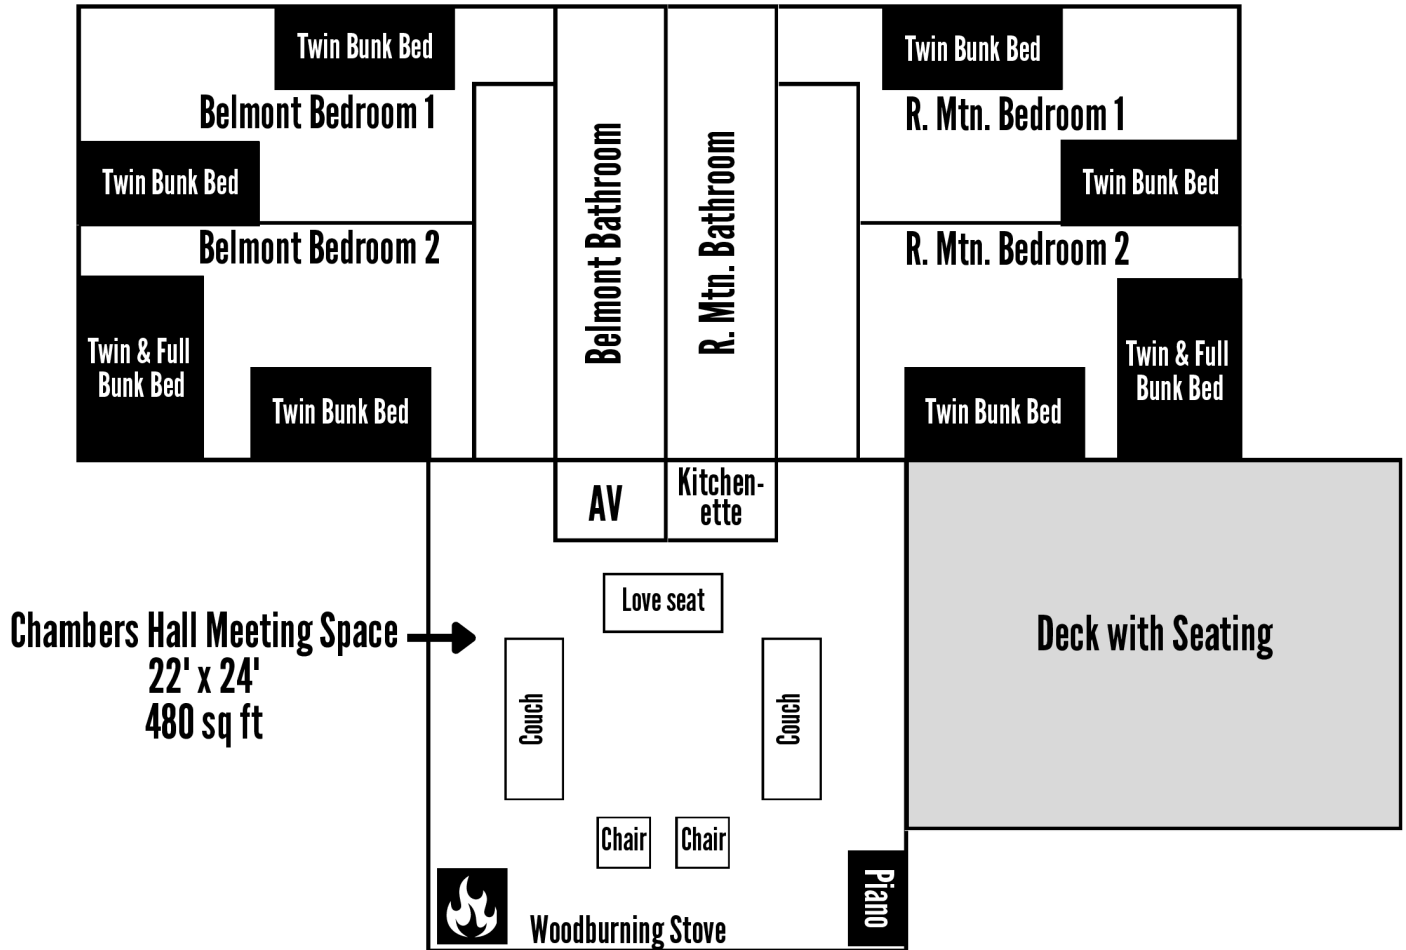 Twin Bunk Bed
Belmont Bedroom 1
Twin Bunk Bed
Belmont Bedroom 2
Twin & Full
Bunk Bed
Twin Bunk Bed
Belmont Bathroom
R. Mtn. Bathroom
Twin Bunk Bed
R. Mtn. Bedroom 1
Twin Bunk Bed
R. Mtn. Bedroom 2
Twin & Full
Bunk Bed
Twin Bunk Bed
AV
Kitchen-
ette
Love seat
Chambers Hall Meeting Space
22' x 24'
480 sq ft
Couch
Couch
Deck with Seating
Chair
Chair
Piano
Woodburning Stove